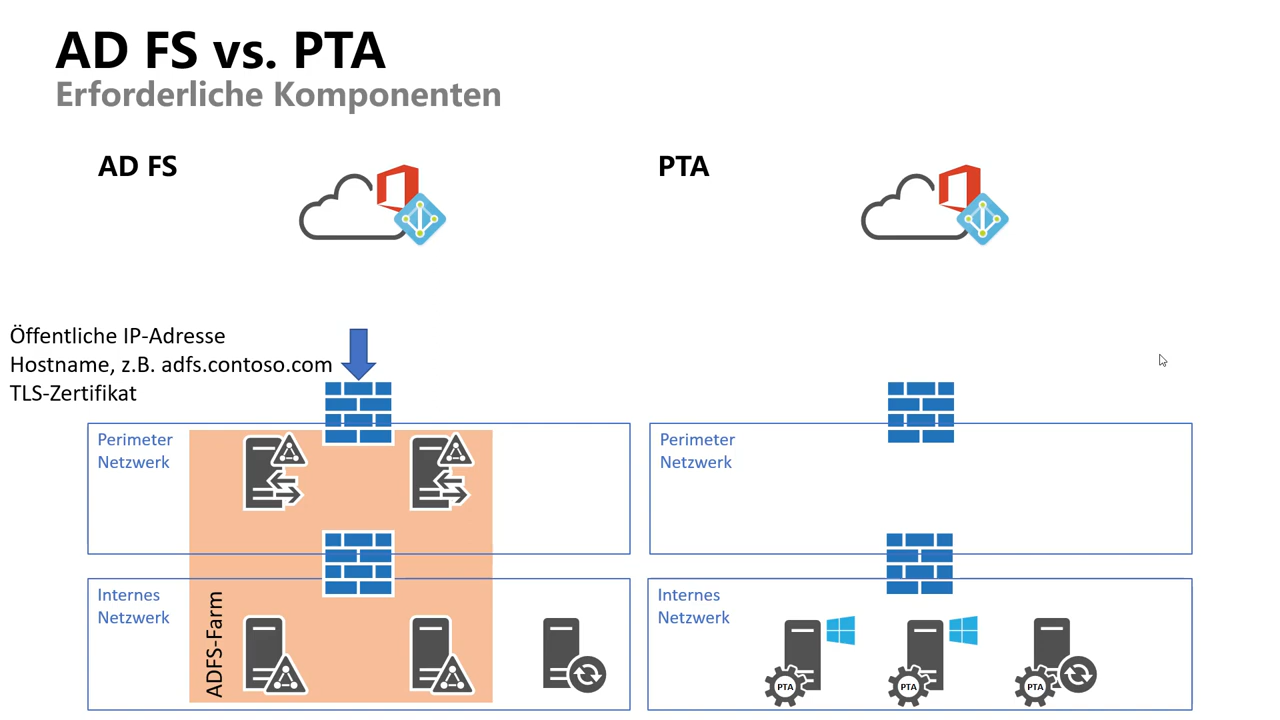 AD FS vs. PTA
Erforderliche Komponenten
AD FS
PTA
Öffentliche IP-Adresse
Hostname, z.B. adfs.contoso.com
TLS-Zertifikat
Perimeter
Netzwerk
Perimeter
Netzwerk
Internes
Netzwerk
ADFS-Farm
Internes
Netzwerk
PTA
PTA
PTA